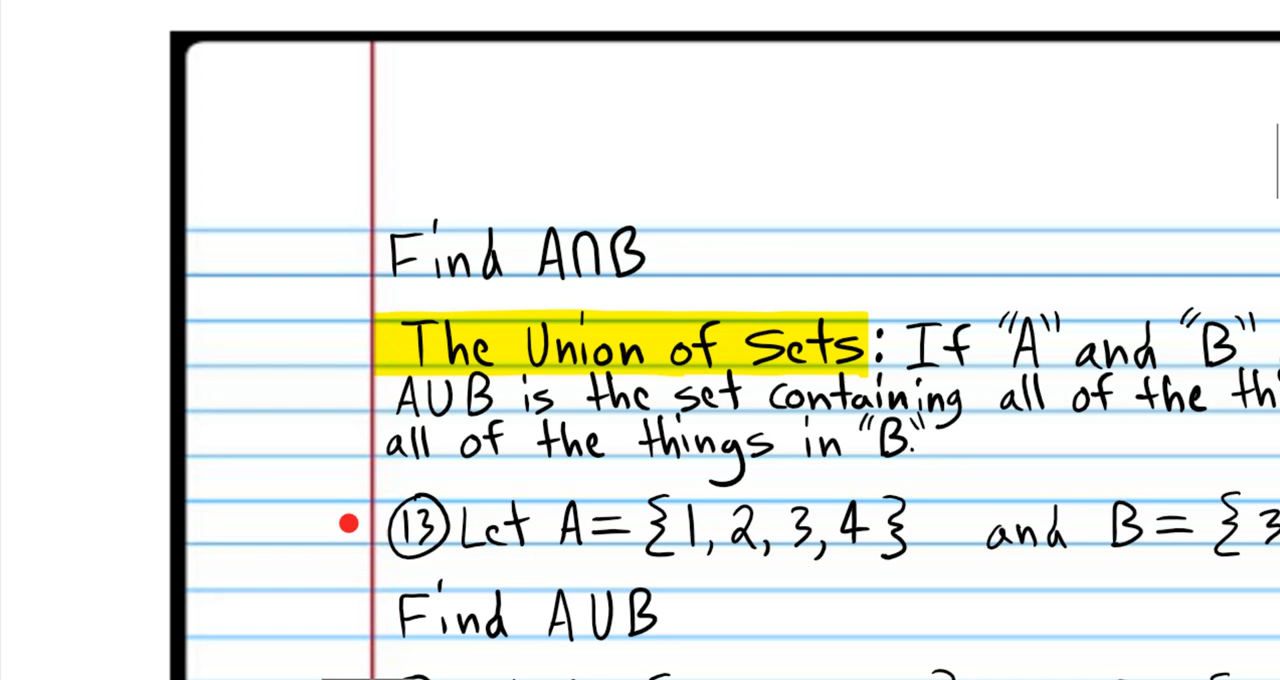 Find A∩B
The Union of Sets: If "A" and "B"
A∪B is the set containing all of the
all of the things in "B."
⑬ Let A = {1, 2, 3, 4} and B = {3
Find A∪B